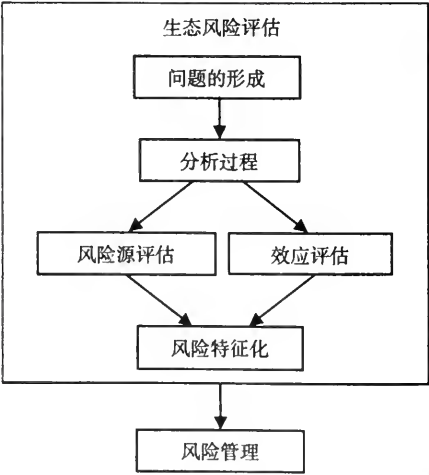 生态风险评估
问题的形成
分析过程
风险源评估
效应评估
风险特征化
风险管理